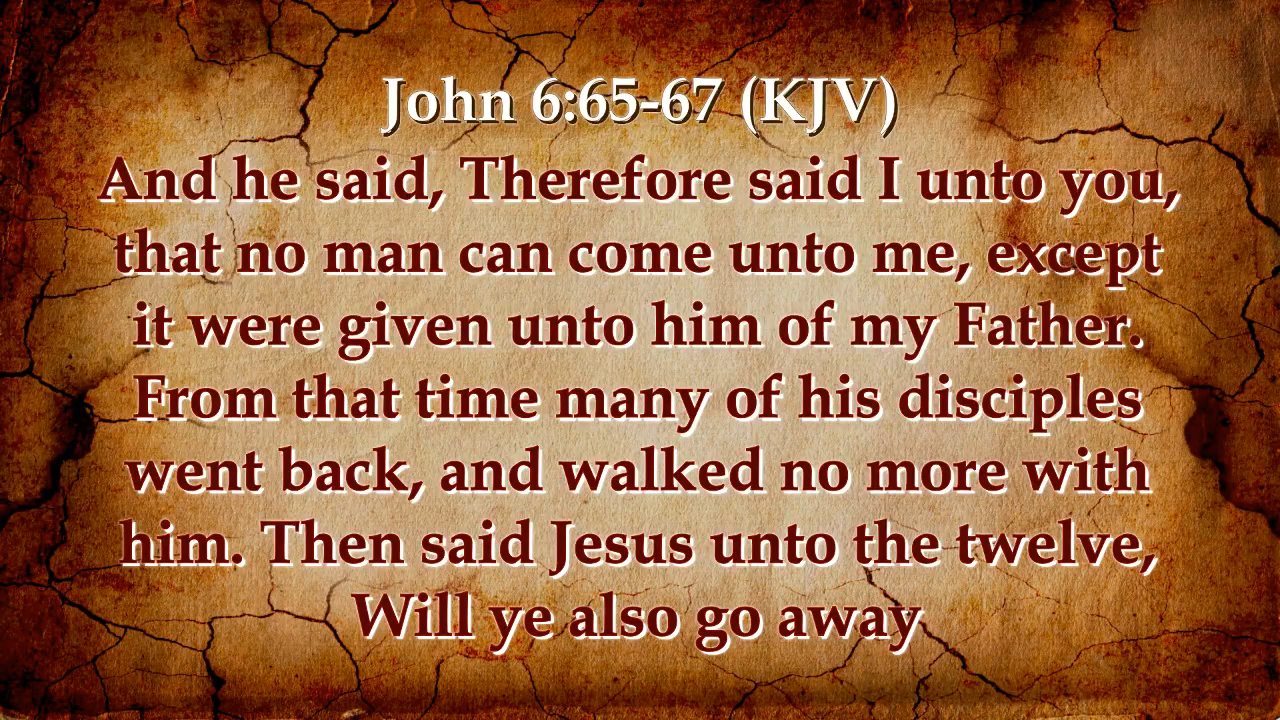 John 6:65-67 (KJV)
And he said, Therefore said I unto you,
that no man can come unto me, except
it were given unto him of my Father.
From that time many of his disciples
went back, and walked no more with
him. Then said Jesus unto the twelve,
Will ye also go away